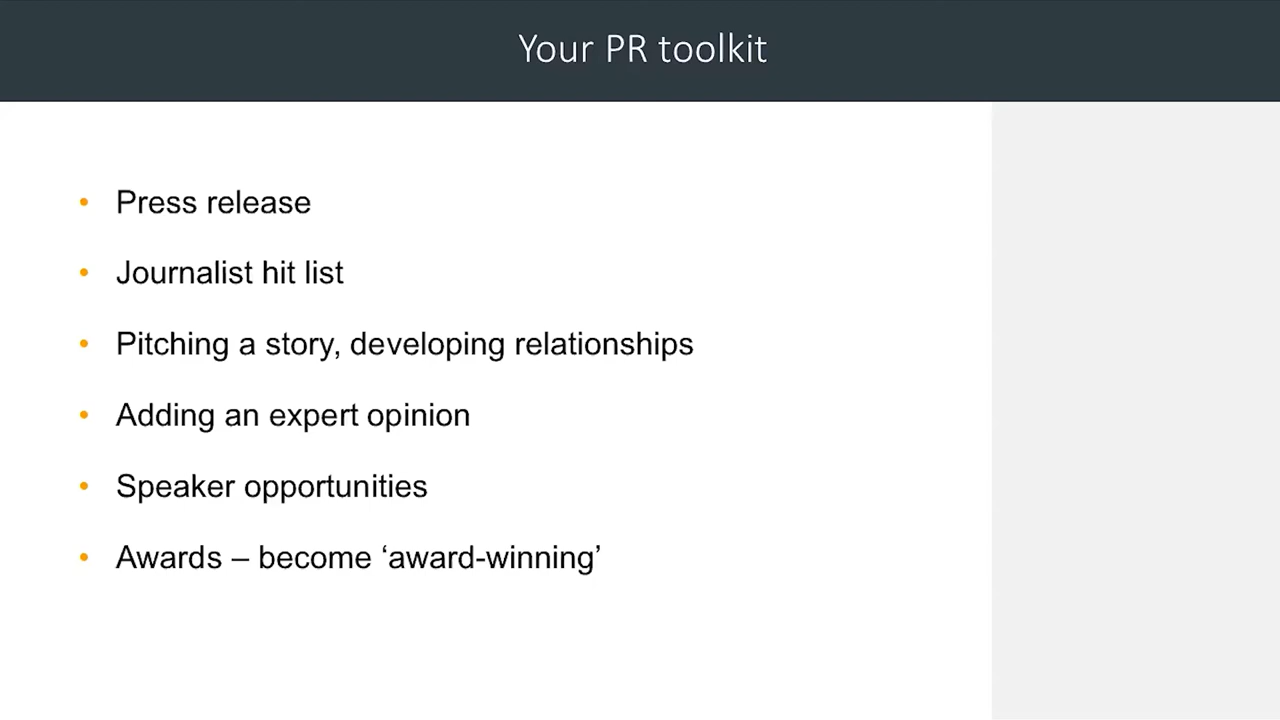 Your PR toolkit
• Press release
• Journalist hit list
• Pitching a story, developing relationships
• Adding an expert opinion
• Speaker opportunities
• Awards – become ‘award-winning’